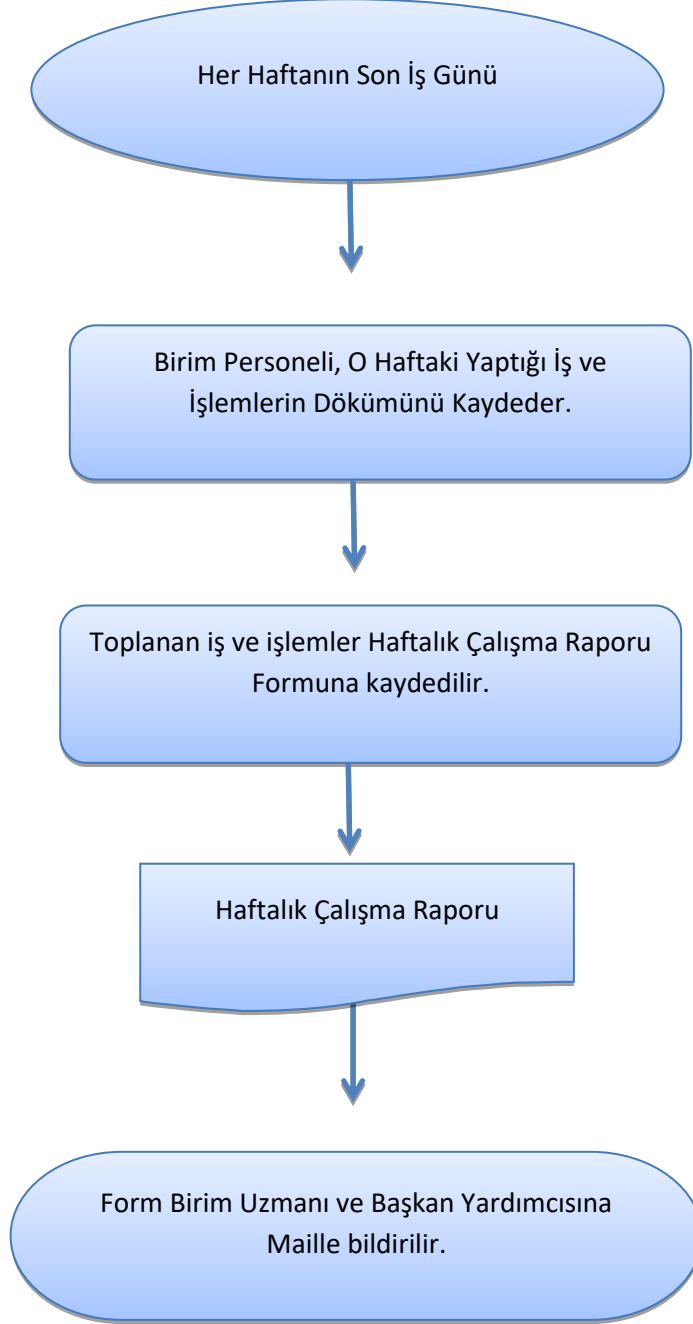 Her Haftanın Son İş Günü
Birim Personeli, O Haftaki Yaptığı İş ve
İşlemlerin Dökümünü Kaydeder.
Toplanan iş ve işlemler Haftalık Çalışma Raporu
Formuna kaydedilir.
Haftalık Çalışma Raporu
Form Birim Uzmanı ve Başkan Yardımcısına
Maille bildirilir.